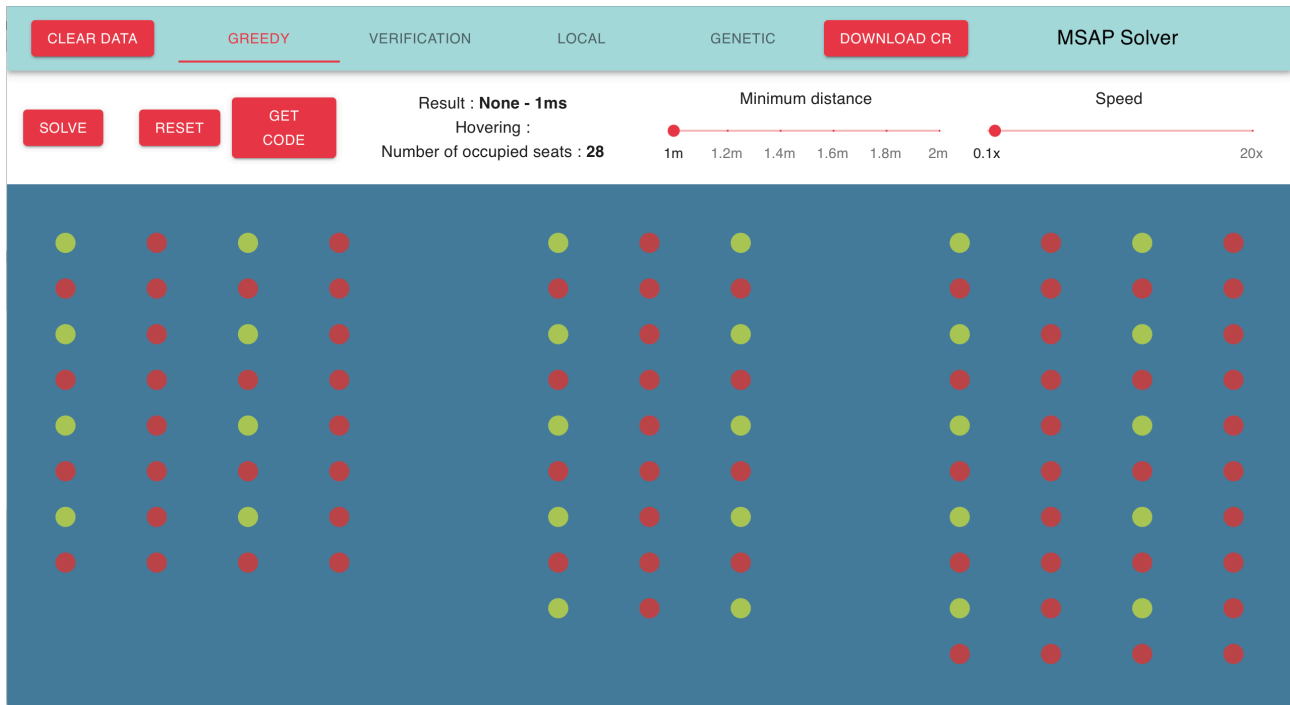 CLEAR DATA
GREEDY
VERIFICATION
LOCAL
GENETIC
DOWNLOAD CR
MSAP Solver
SOLVE
RESET
GET
CODE
Result : None - 1ms
Hovering :
Number of occupied seats : 28
Minimum distance
1m 1.2m 1.4m 1.6m 1.8m 2m
Speed
0.1x 20x